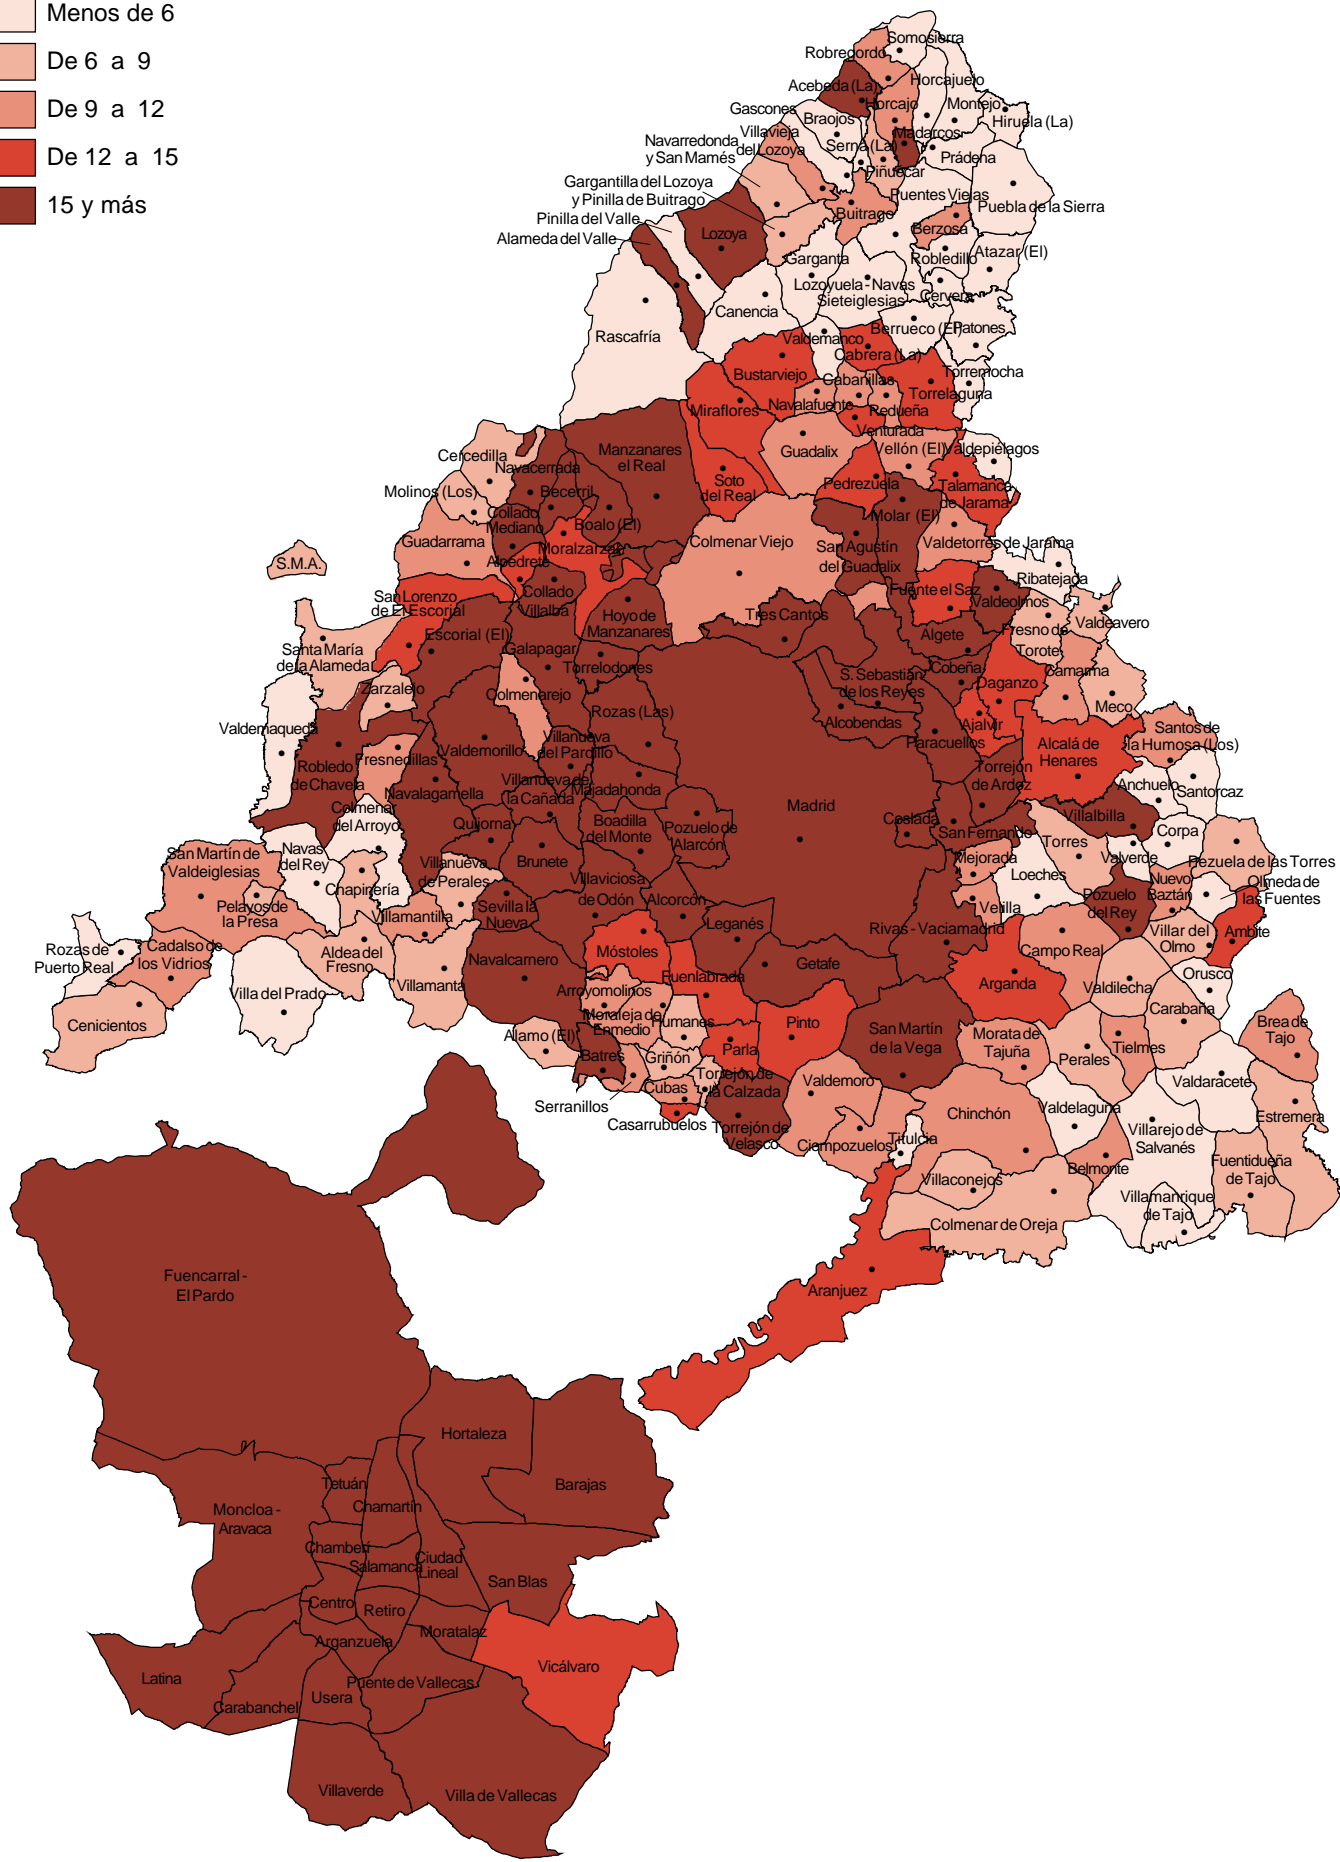 Menos de 6
De 6 a 9
De 9 a 12
De 12 a 15
15 y más
Somosierra
Robregordo
Horcajuelo
Acebeda (La)
Horcajo
Montejo
Gascones
Braojos
Hiruela (La)
Madarcos
Villavieja
del Lozoya
Navarredonda
y San Mamés
Serna (La)
Prádena
Piñuecar
Gargantilla del Lozoya
y Pinilla de Buitrago
Puentes Viejas
Puebla de la Sierra
Buitrago
Pinilla del Valle
Berzosa
Lozoya
Alameda del Valle
Atazar (El)
Garganta
Robledillo
Lozoyuela - Navas
Sieteiglesias
Cervera
Canencia
Berrueco (El)
Patones
Rascafría
Valdemanco
Cabrera (La)
Torremocha
Bustarviejo
Cabanillas
Torrelaguna
Navalafuente
Redueña
Miraflores
Venturada
Guadalix
Vellón (El)
Valdepiélagos
Manzanares
el Real
Cercedilla
Navacerrada
Soto
del Real
Pedrezuela
Talamanca
de Jarama
Molinos (Los)
Becerril
Collado
Mediano
Boalo (El)
Molar (El)
Guadarrama
Colmenar Viejo
San Agustín
del Guadalix
Valdetorres de Jarama
Moralzarzal
S.M.A.
Alpedrete
Ribatejada
San Lorenzo
de El Escorial
Collado
Villalba
Fuente el Saz
Valdeolmos
Hoyo de
Manzanares
Tres Cantos
Valdeavero
Fresno de
Torote
Escorial (El)
Algete
Santa María
de la Alameda
Galapagar
Torrelodones
Cobeña
Camarma
S. Sebastián
de los Reyes
Daganzo
Zarzalejo
Colmenarejo
Meco
Rozas (Las)
Alcobendas
Ajalvir
Valdemaqueda
Santos de
la Humosa (Los)
Villanueva
del Pardillo
Paracuellos
Alcalá de
Henares
Valdemorillo
Fresnedillas
Robledo
de Chavela
Torrejón
de Ardoz
Villanueva de
la Cañada
Majadahonda
Anchuelo
Santorcaz
Navalagamella
Madrid
Colmenar
del Arroyo
Villalbilla
Quijorna
Boadilla
del Monte
Pozuelo de
Alarcón
Coslada
San Fernando
Corpa
Torres
Navas
del Rey
San Martín de
Valdeiglesias
Brunete
Mejorada
Valverde
Pezuela de las Torres
Villanueva
de Perales
Loeches
Chapinería
Villaviciosa
de Odón
Nuevo
Baztán
Olmeda de
las Fuentes
Pozuelo
del Rey
Pelayos de
la Presa
Sevilla la
Nueva
Alcorcón
Velilla
Villamantilla
Leganés
Rivas - Vaciamadrid
Villar del
Olmo
Ambite
Rozas de
Puerto Real
Cadalso de
los Vidrios
Aldea del
Fresno
Navalcarnero
Móstoles
Getafe
Campo Real
Fuenlabrada
Arganda
Orusco
Villa del Prado
Villamanta
Arroyomolinos
Valdilecha
Carabaña
Moraleja de
Enmedio
Cenicientos
Humanes
Pinto
San Martín
de la Vega
Brea de
Tajo
Alamo (El)
Morata de
Tajuña
Tielmes
Batres
Griñón
Parla
Perales
Torrejón de
la Calzada
Valdemoro
Cubas
Valdaracete
Serranillos
Chinchón
Valdelaguna
Estremera
Casarrubuelos
Torrejón de
Velasco
Villarejo de
Salvanés
Ciempozuelos
Titulcia
Belmonte
Fuentidueña
de Tajo
Villaconejos
Villamanrique
de Tajo
Colmenar de Oreja
Aranjuez
Fuencarral -
El Pardo
Hortaleza
Barajas
Tetuán
Chamartín
Moncloa -
Aravaca
Chamberí
Ciudad
Lineal
Salamanca
San Blas
Centro
Retiro
Arganzuela
Moratalaz
Vicálvaro
Latina
Puente de Vallecas
Usera
Carabanchel
Villaverde
Villa de Vallecas